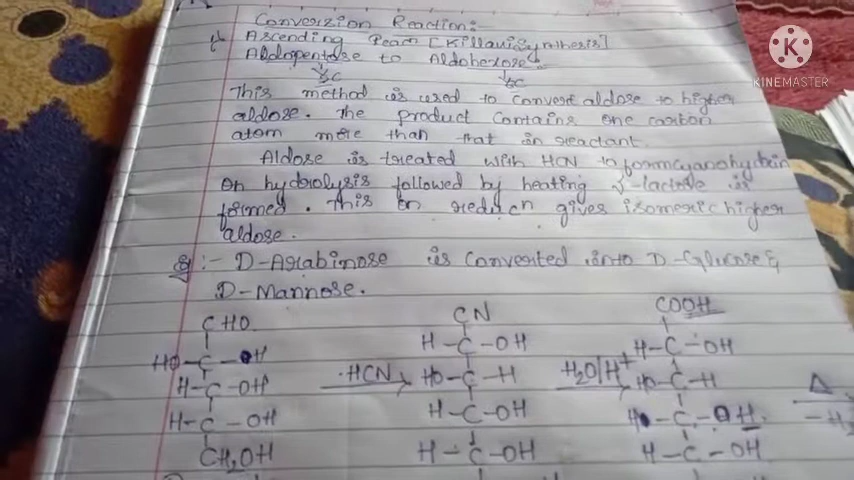 KINEMASTER
Conversion Reaction:-
Ascending Peam [Killauisynthesis]
Aldopentose to Aldohexose
5C 6C
This method is used to convert aldose to higher
aldose. The product contains one carbon
atom more than that in reactant.
Aldose is treated with HCN to form cyanohydrin
on hydrolysis followed by heating γ-lactone is
formed. This on reducn gives isomeric higher
aldose.
eg:- D-Arabinose is converted into D-Glucose &
D-Mannose.
CHO CN COOH
HO-C-OH H-C-OH H-C-OH
H-C-OH HCN HO-C-H H2O/H+ HO-C-H Δ
H-C-OH H-C-OH H-C-OH -H
CH2OH H-C-OH H-C-OH